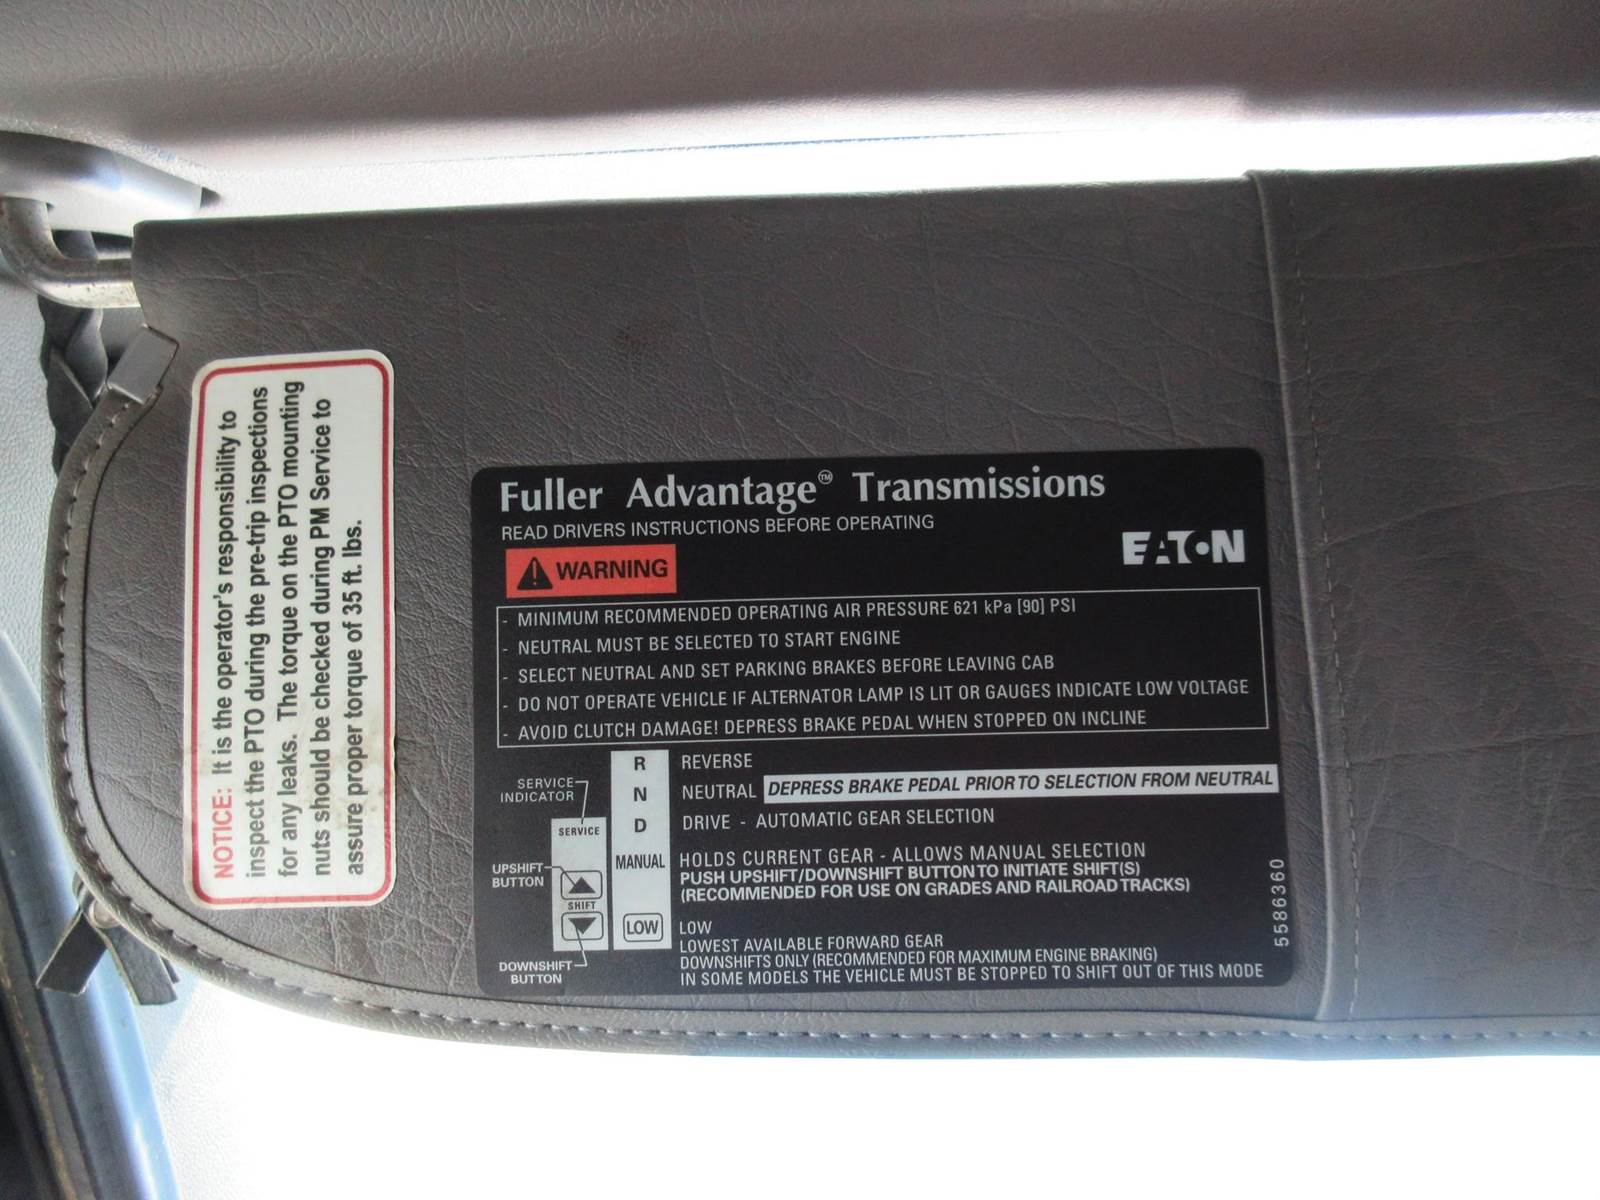 NOTICE: It is the operator's responsibility to
inspect the PTO during the pre-trip inspections
for any leaks. The torque on the PTO mounting
nuts should be checked during PM Service to
assure proper torque of 35 ft. lbs.
Fuller Advantage™ Transmissions
READ DRIVERS INSTRUCTIONS BEFORE OPERATING
EATON
WARNING
- MINIMUM RECOMMENDED OPERATING AIR PRESSURE 621 kPa [90] PSI
- NEUTRAL MUST BE SELECTED TO START ENGINE
- SELECT NEUTRAL AND SET PARKING BRAKES BEFORE LEAVING CAB
- DO NOT OPERATE VEHICLE IF ALTERNATOR LAMP IS LIT OR GAUGES INDICATE LOW VOLTAGE
- AVOID CLUTCH DAMAGE! DEPRESS BRAKE PEDAL WHEN STOPPED ON INCLINE
SERVICE
INDICATOR
SERVICE
UPSHIFT
BUTTON
SHIFT
DOWNSHIFT
BUTTON
R REVERSE
N NEUTRAL DEPRESS BRAKE PEDAL PRIOR TO SELECTION FROM NEUTRAL
D DRIVE - AUTOMATIC GEAR SELECTION
MANUAL HOLDS CURRENT GEAR - ALLOWS MANUAL SELECTION
PUSH UPSHIFT/DOWNSHIFT BUTTON TO INITIATE SHIFT(S)
(RECOMMENDED FOR USE ON GRADES AND RAILROAD TRACKS)
LOW LOW
LOWEST AVAILABLE FORWARD GEAR
DOWNSHIFTS ONLY (RECOMMENDED FOR MAXIMUM ENGINE BRAKING)
IN SOME MODELS THE VEHICLE MUST BE STOPPED TO SHIFT OUT OF THIS MODE
5586360